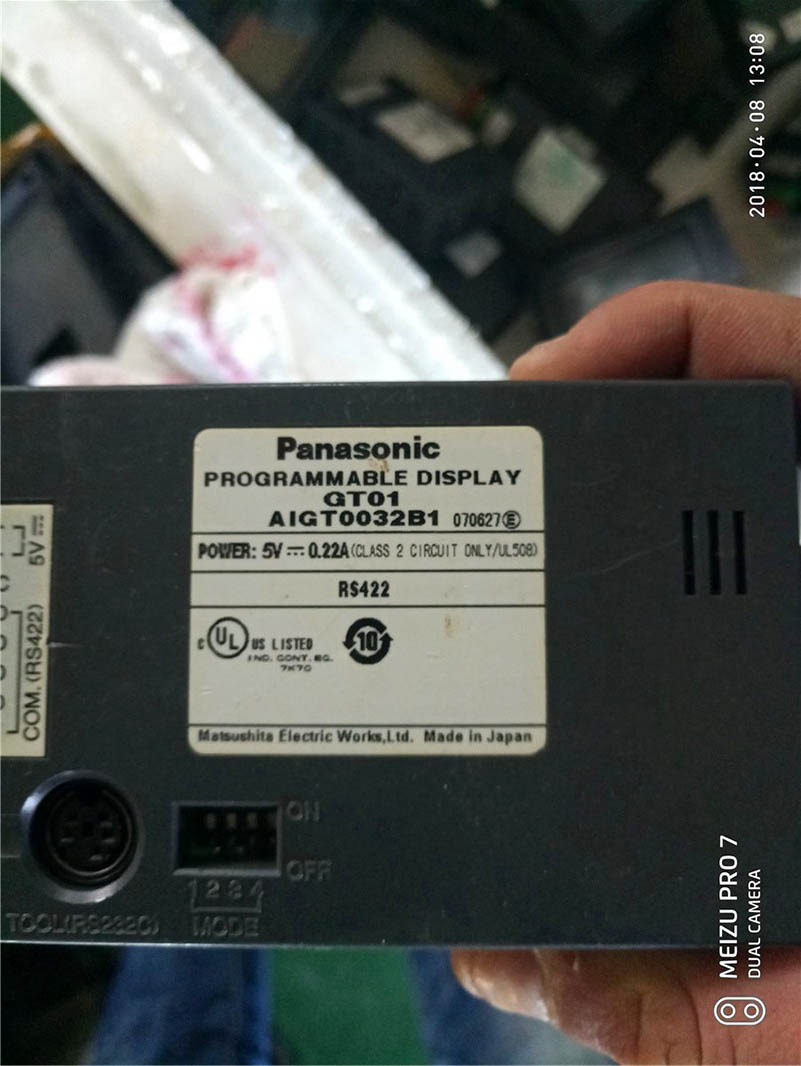 2018·04·08 13:08
Panasonic
PROGRAMMABLE DISPLAY
GT01
AIGT0032B1 070627Ⓔ
POWER: 5V⎓0.22A(CLASS 2 CIRCUIT ONLY/UL508)
RS422
C UL US LISTED
IND. CONT. EQ.
7K70
10
Matsushita Electric Works,Ltd. Made in Japan
5V⎓
COM.(RS422)
ON
OFF
1 2 3 4
MODE
TOOL(RS232C)
MEIZU PRO 7
DUAL CAMERA